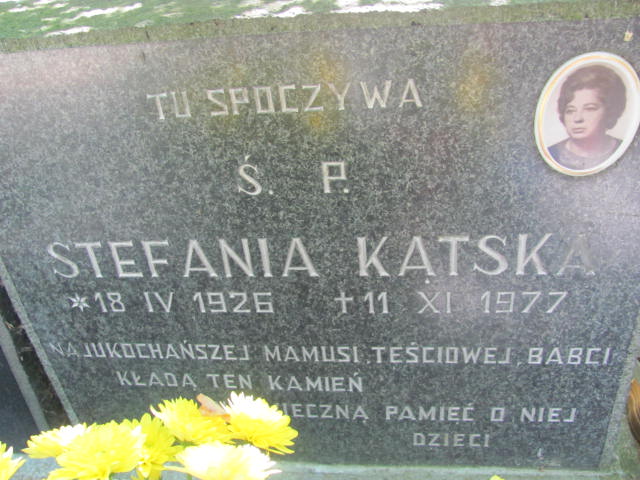 TU SPOCZYWA
Ś. P.
STEFANIA KĄTSKA
*18 IV 1926 †11 XI 1977
NAJUKOCHAŃSZEJ MAMUSI, TEŚCIOWEJ, BABCI
KŁADĄ TEN KAMIEŃ
PAMIĘĆ O NIEJ
DZIECI